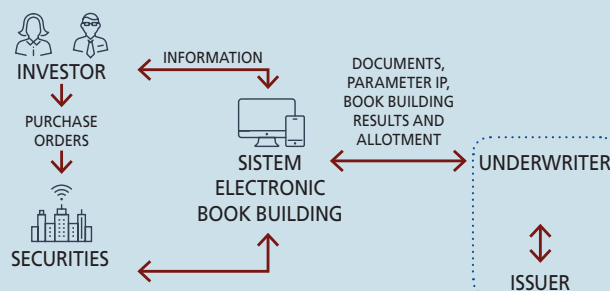 INVESTOR
INFORMATION
PURCHASE
ORDERS
SECURITIES
SISTEM
ELECTRONIC
BOOK BUILDING
DOCUMENTS,
PARAMETER IP,
BOOK BUILDING
RESULTS AND
ALLOTMENT
UNDERWRITER
ISSUER